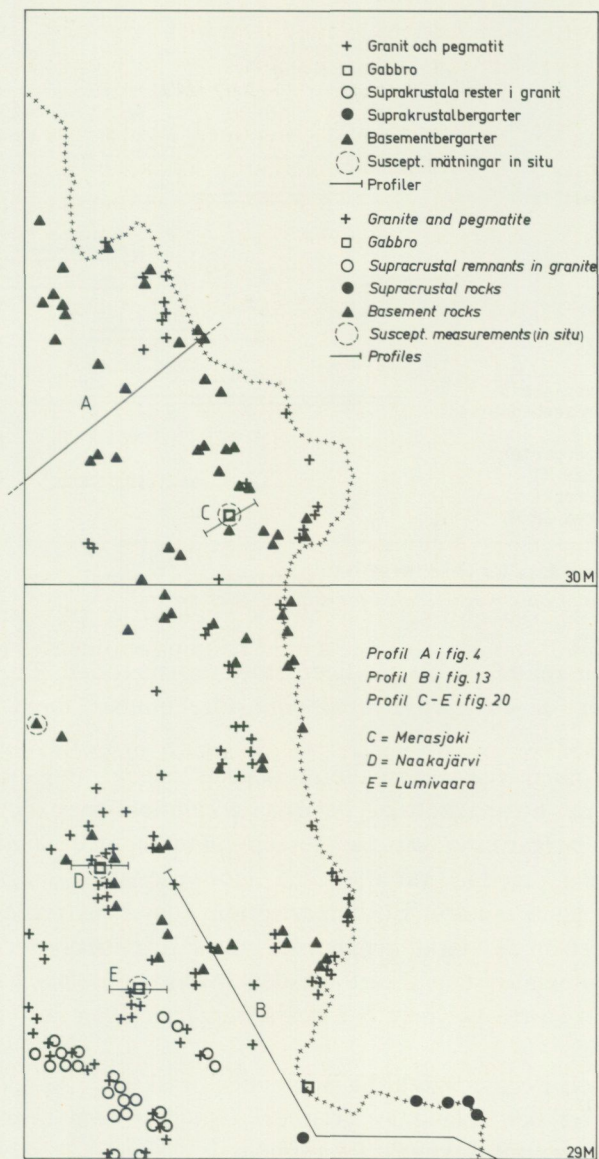 Granit och pegmatit
Gabbro
Suprakrustala rester i granit
Suprakrustalbergarter
Basementbergarter
Suscept. mätningar in situ
Profiler
Granite and pegmatite
Gabbro
Supracrustal remnants in granite
Supracrustal rocks
Basement rocks
Suscept. measurements (in situ)
Profiles
A
C
30M
Profil A i fig. 4
Profil B i fig. 13
Profil C-E i fig. 20
C = Merasjoki
D = Naakajärvi
E = Lumivaara
D
E
B
29M